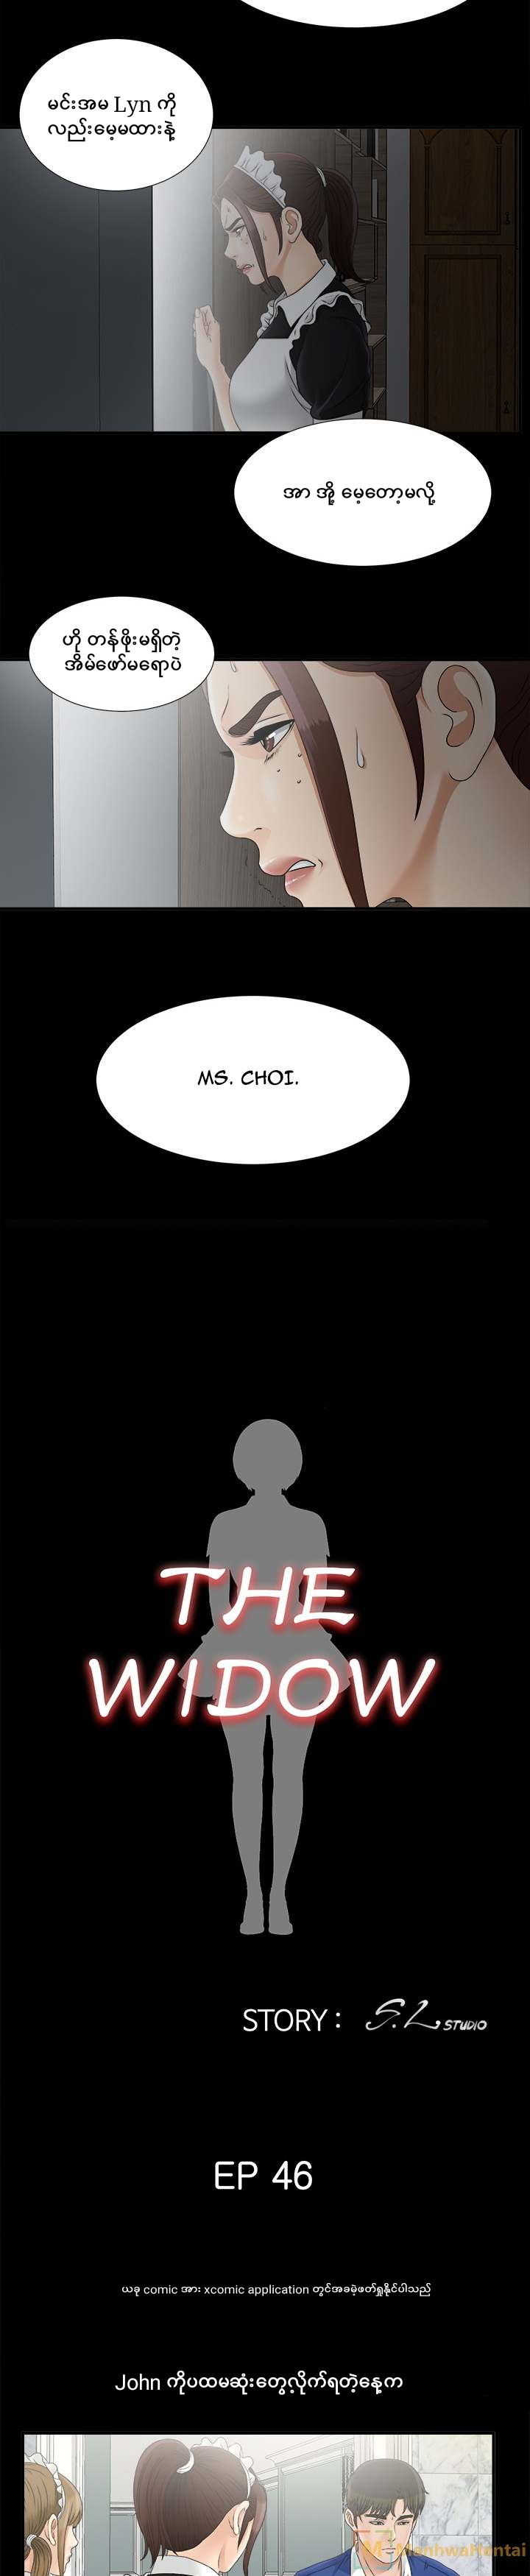 မင်းအမ Lyn ကို
လည်းမေ့မထားနဲ့
အာ အို့ မေ့တော့မလို့
ဟို တန်ဖိုးမရှိတဲ့
အိမ်ဖော်မရောပဲ
MS. CHOI.
THE
WIDOW
STORY : S.L STUDIO
EP 46
ယခု comic အား xcomic application တွင်အခမဲ့ဖတ်ရှုနိုင်ပါသည်
John ကိုပထမဆုံးတွေ့လိုက်ရတဲ့နေ့က
ManhwaHentai